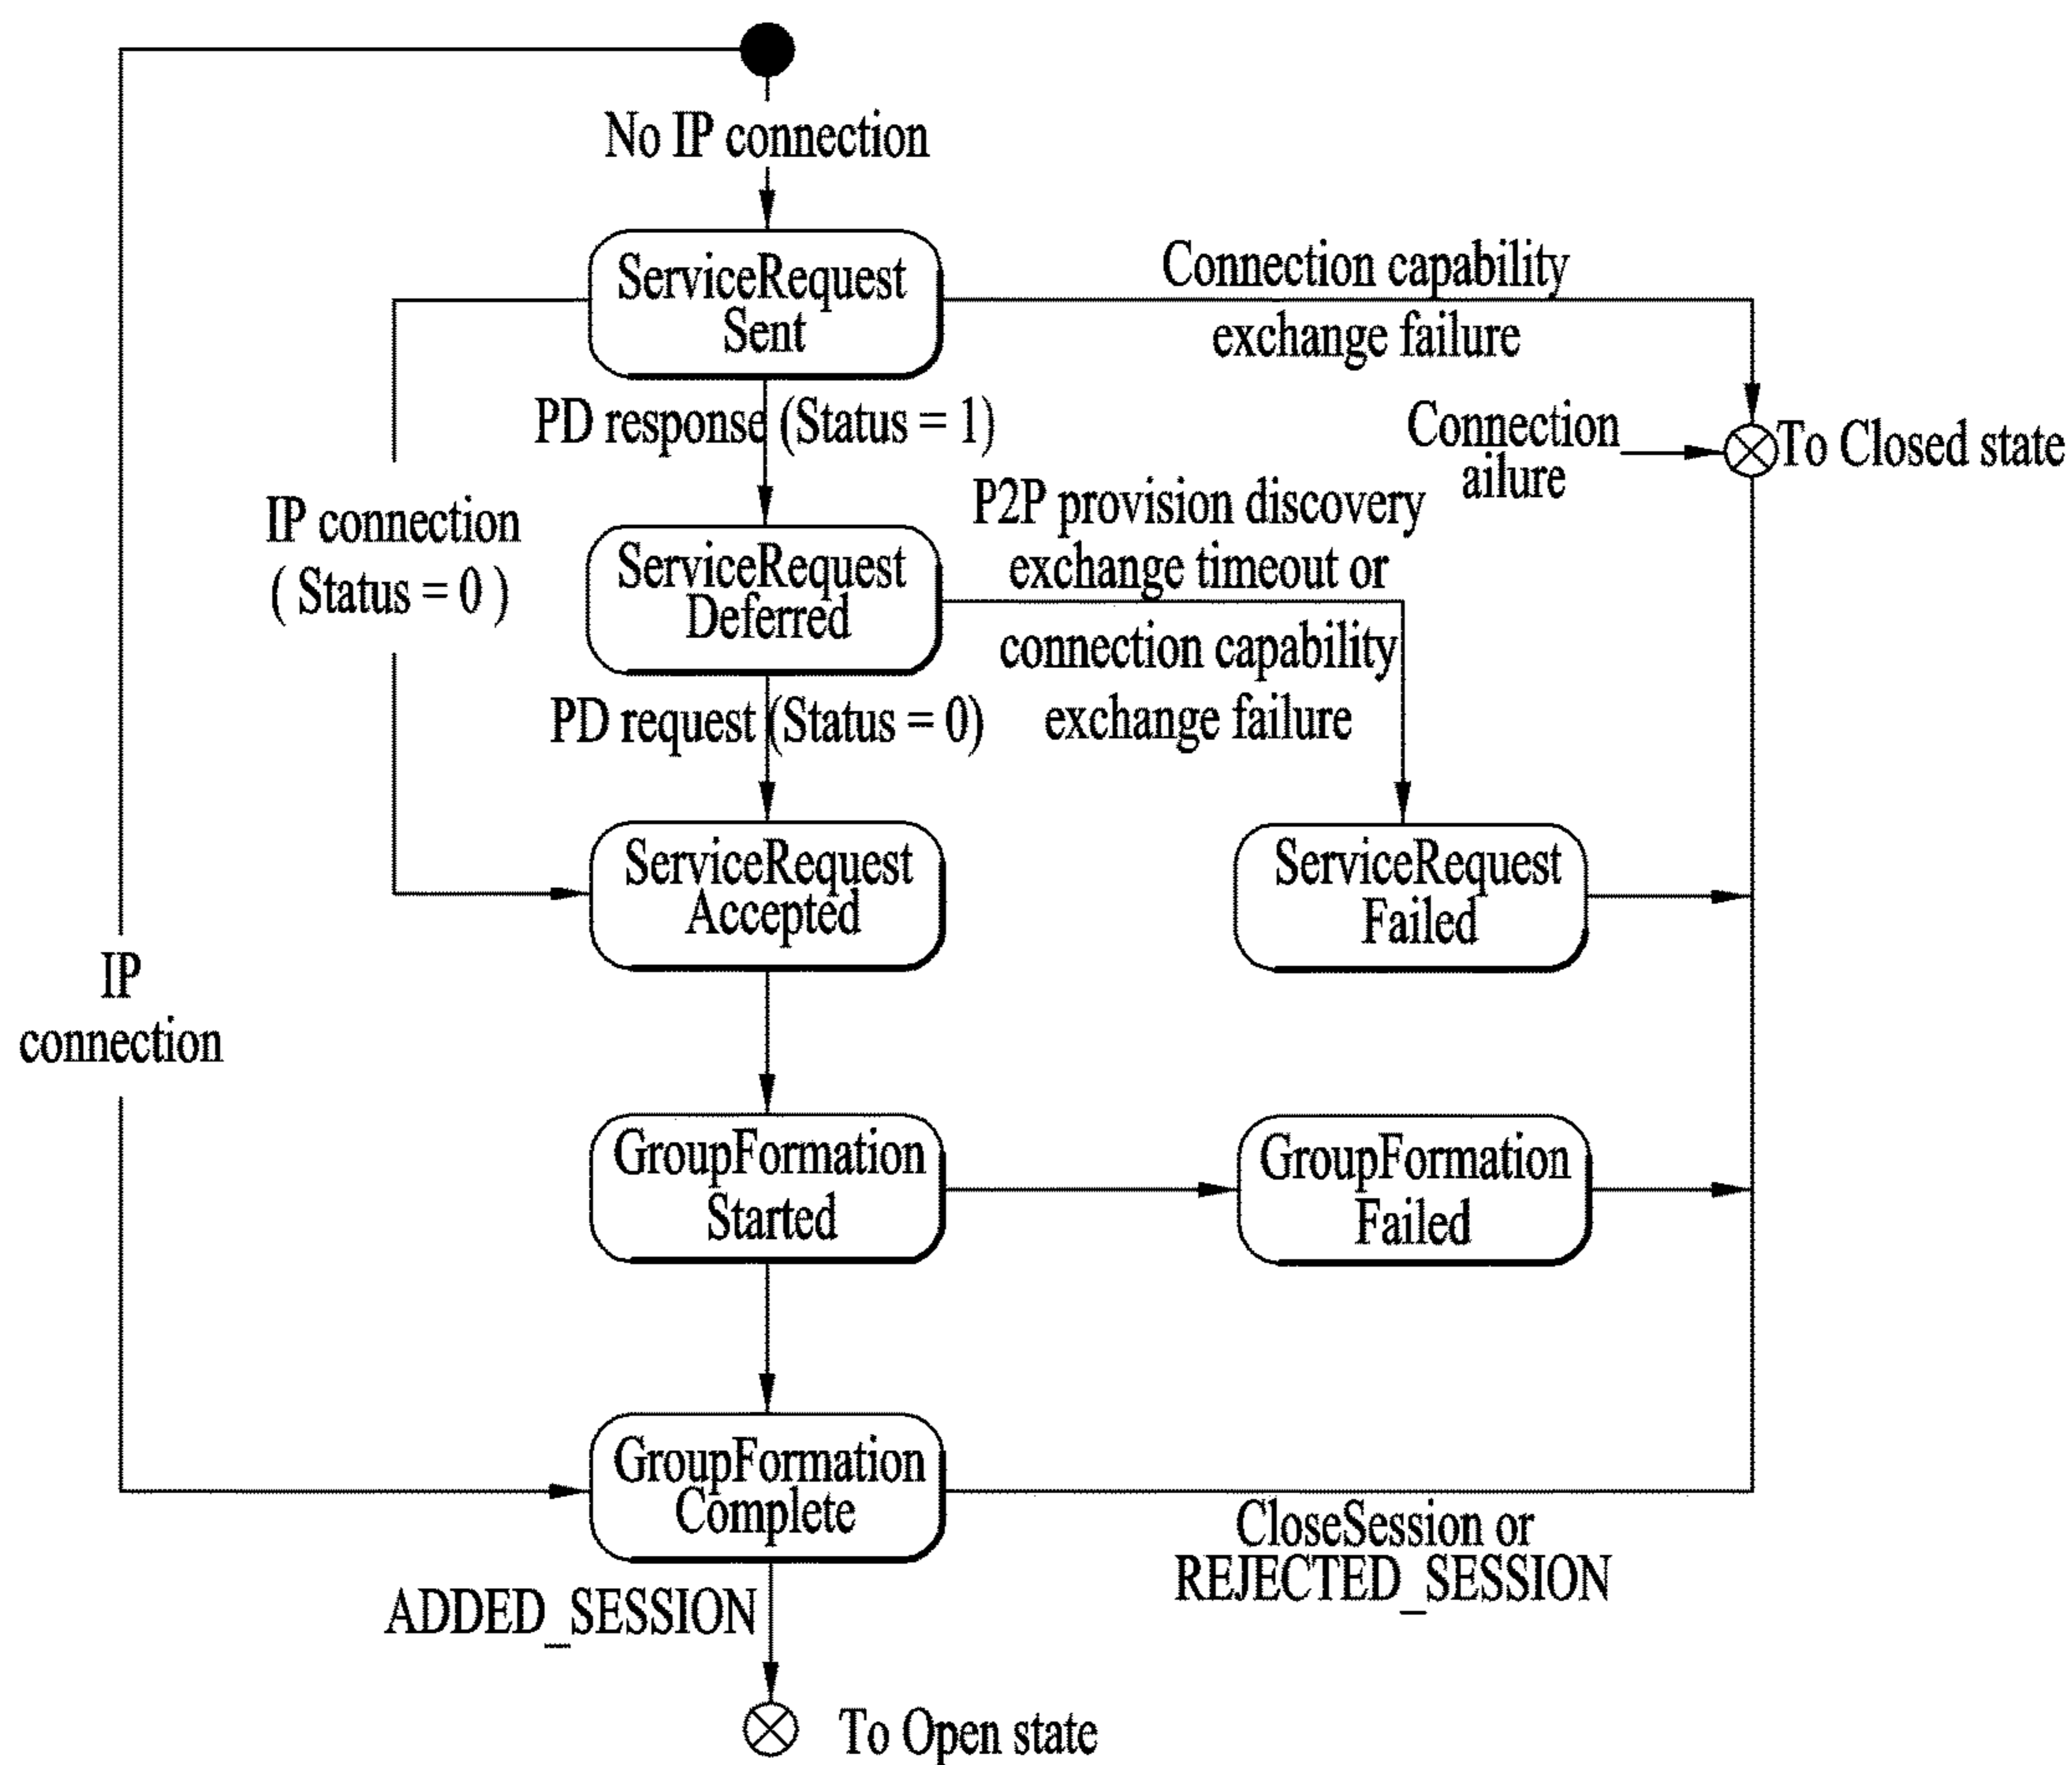 No IP connection
ServiceRequest
Sent
Connection capability
exchange failure
PD response (Status = 1)
Connection
ailure
To Closed state
IP connection
( Status = 0 )
P2P provision discovery
exchange timeout or
connection capability
exchange failure
ServiceRequest
Deferred
PD request (Status = 0)
ServiceRequest
Accepted
ServiceRequest
Failed
IP
connection
GroupFormation
Started
GroupFormation
Failed
GroupFormation
Complete
CloseSession or
REJECTED_SESSION
ADDED_SESSION
To Open state